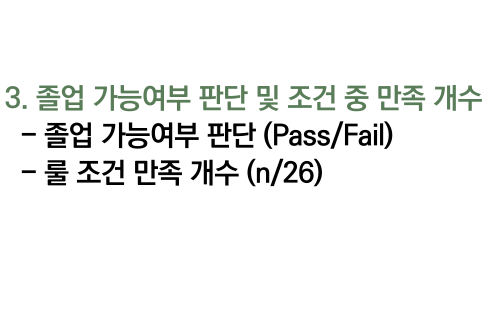 3. 졸업 가능여부 판단 및 조건 중 만족 개수
- 졸업 가능여부 판단 (Pass/Fail)
- 룰 조건 만족 개수 (n/26)